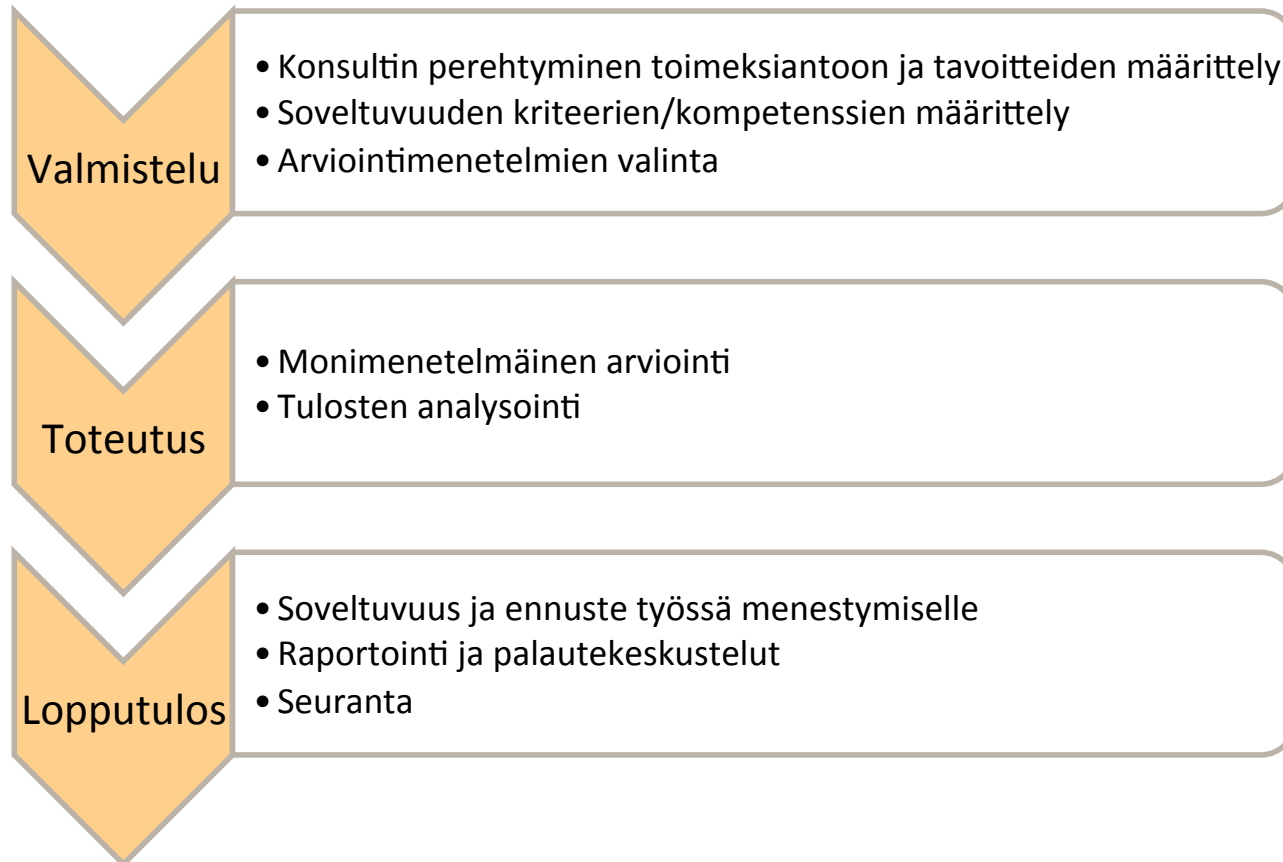 Valmistelu
• Konsultin perehtyminen toimeksiantoon ja tavoitteiden määrittely
• Soveltuvuuden kriteerien/kompetenssien määrittely
• Arviointimenetelmien valinta
Toteutus
• Monimenetelmäinen arviointi
• Tulosten analysointi
Lopputulos
• Soveltuvuus ja ennuste työssä menestymiselle
• Raportointi ja palautekeskustelut
• Seuranta